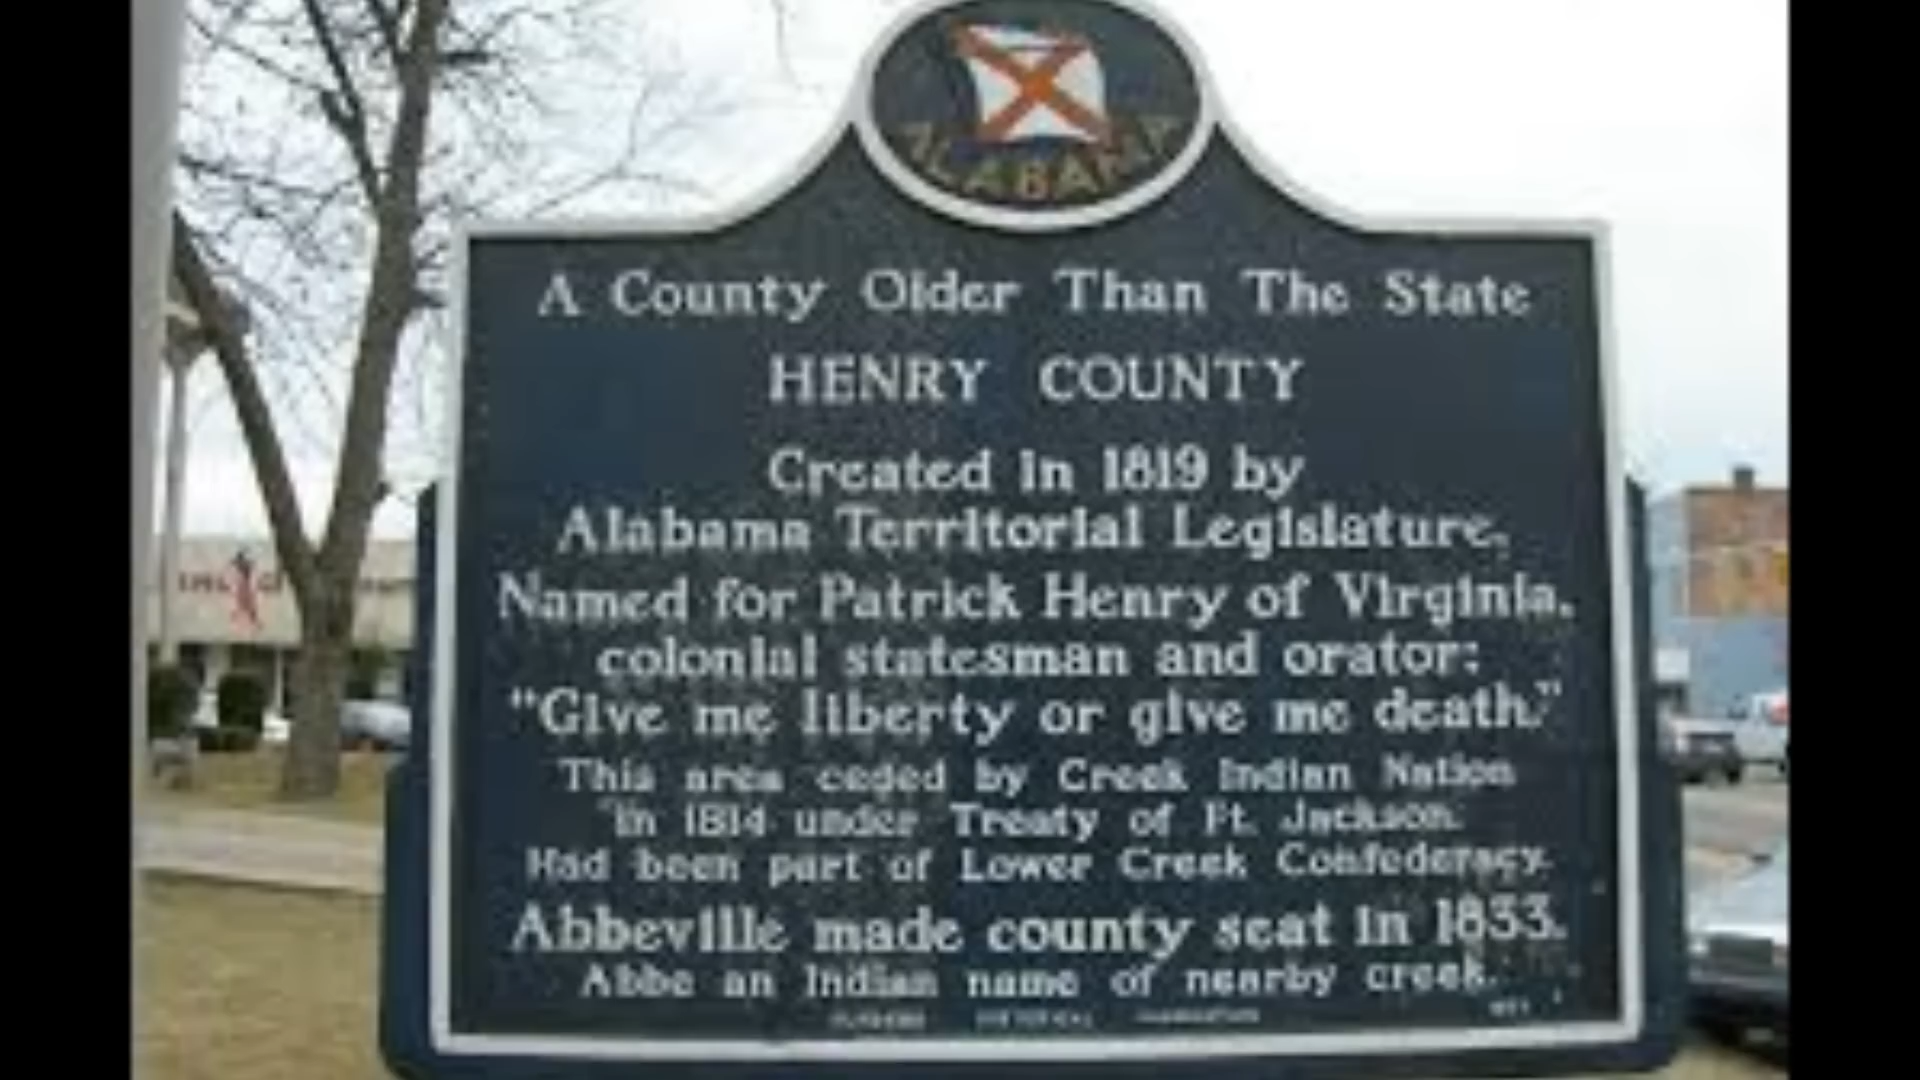 ALABAMA
A County Older Than The State
HENRY COUNTY
Created in 1819 by
Alabama Territorial Legislature.
Named for Patrick Henry of Virginia,
colonial statesman and orator:
"Give me liberty or give me death."
This area ceded by Creek Indian Nation
in 1814 under Treaty of Ft. Jackson.
Had been part of Lower Creek Confederacy.
Abbeville made county seat in 1833.
Abbe an Indian name of nearby creek.